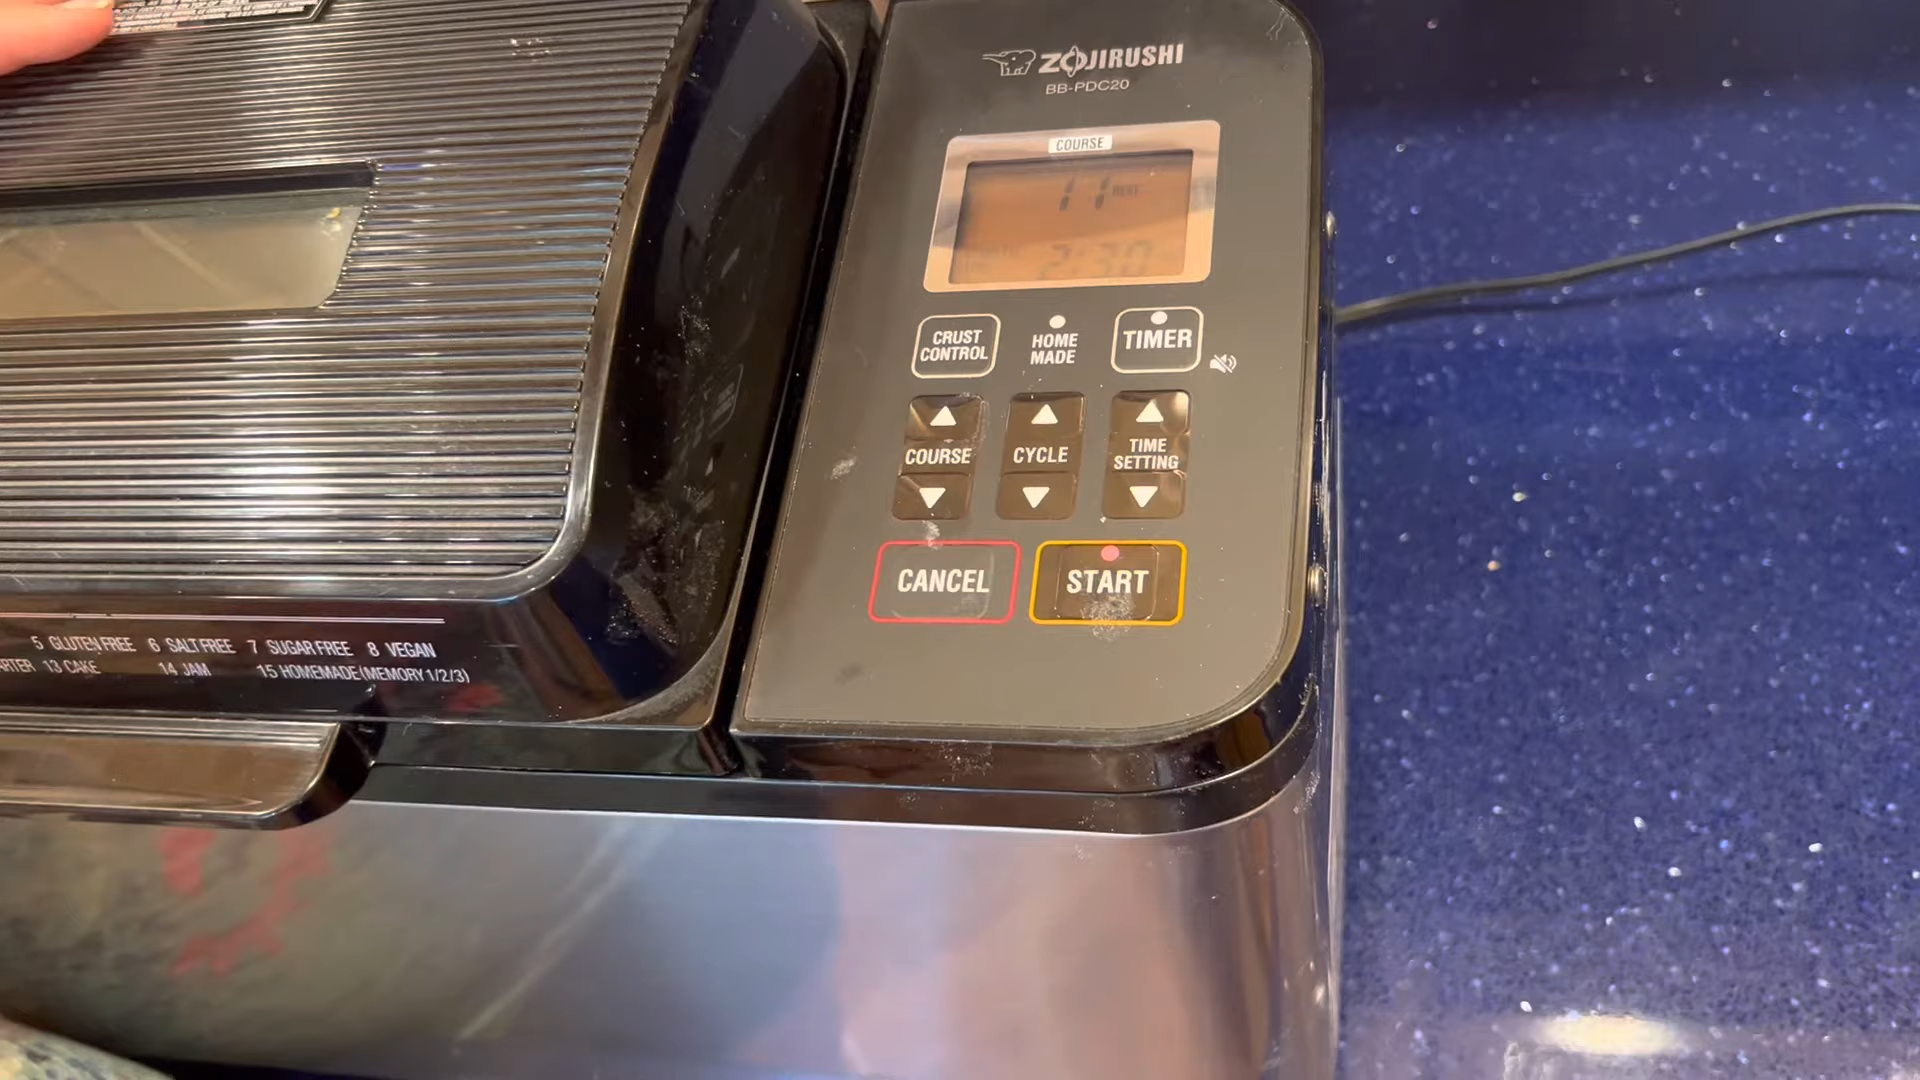 ZOJIRUSHI
BB-PDC20
COURSE
11
2:30
CRUST CONTROL
HOME MADE
TIMER
COURSE
CYCLE
TIME SETTING
CANCEL
START
5 GLUTEN FREE 6 SALT FREE 7 SUGAR FREE 8 VEGAN
13 CAKE 14 JAM 15 HOMEMADE (MEMORY 1/2/3)